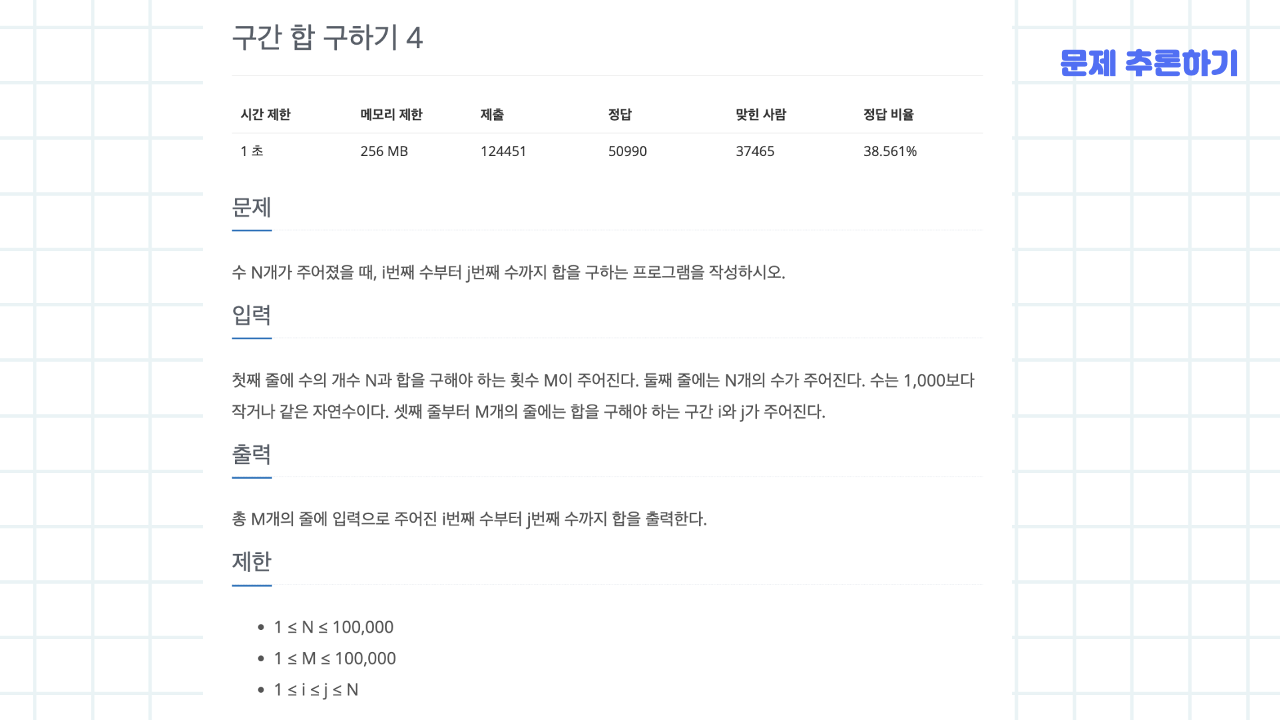 구간 합 구하기 4
문제 추론하기
시간 제한 메모리 제한 제출 정답 맞힌 사람 정답 비율
1 초 256 MB 124451 50990 37465 38.561%
문제
수 N개가 주어졌을 때, i번째 수부터 j번째 수까지 합을 구하는 프로그램을 작성하시오.
입력
첫째 줄에 수의 개수 N과 합을 구해야 하는 횟수 M이 주어진다. 둘째 줄에는 N개의 수가 주어진다. 수는 1,000보다
작거나 같은 자연수이다. 셋째 줄부터 M개의 줄에는 합을 구해야 하는 구간 i와 j가 주어진다.
출력
총 M개의 줄에 입력으로 주어진 i번째 수부터 j번째 수까지 합을 출력한다.
제한
• 1 ≤ N ≤ 100,000
• 1 ≤ M ≤ 100,000
• 1 ≤ i ≤ j ≤ N